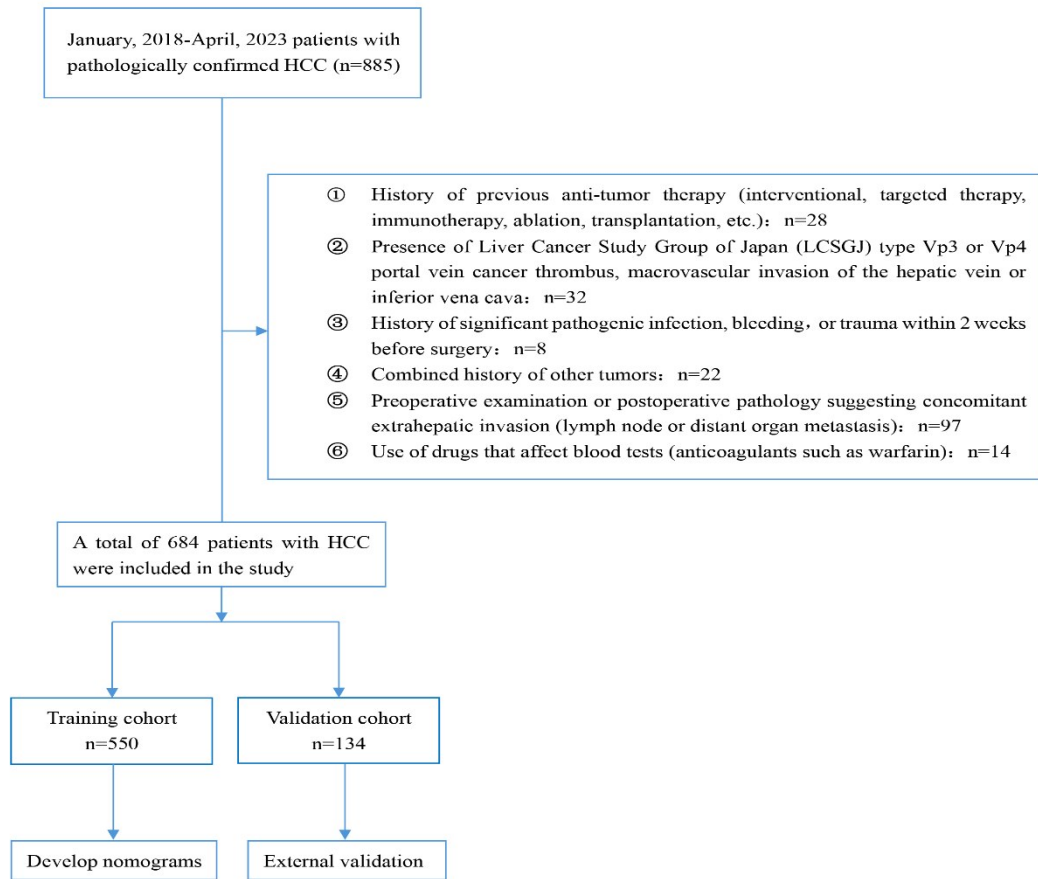 January, 2018-April, 2023 patients with
pathologically confirmed HCC (n=885)
① History of previous anti-tumor therapy (interventional, targeted therapy,
immunotherapy, ablation, transplantation, etc.)：n=28
② Presence of Liver Cancer Study Group of Japan (LCSGJ) type Vp3 or Vp4
portal vein cancer thrombus, macrovascular invasion of the hepatic vein or
inferior vena cava：n=32
③ History of significant pathogenic infection, bleeding，or trauma within 2 weeks
before surgery：n=8
④ Combined history of other tumors：n=22
⑤ Preoperative examination or postoperative pathology suggesting concomitant
extrahepatic invasion (lymph node or distant organ metastasis)：n=97
⑥ Use of drugs that affect blood tests (anticoagulants such as warfarin)：n=14
A total of 684 patients with HCC
were included in the study
Training cohort
n=550
Validation cohort
n=134
Develop nomograms
External validation